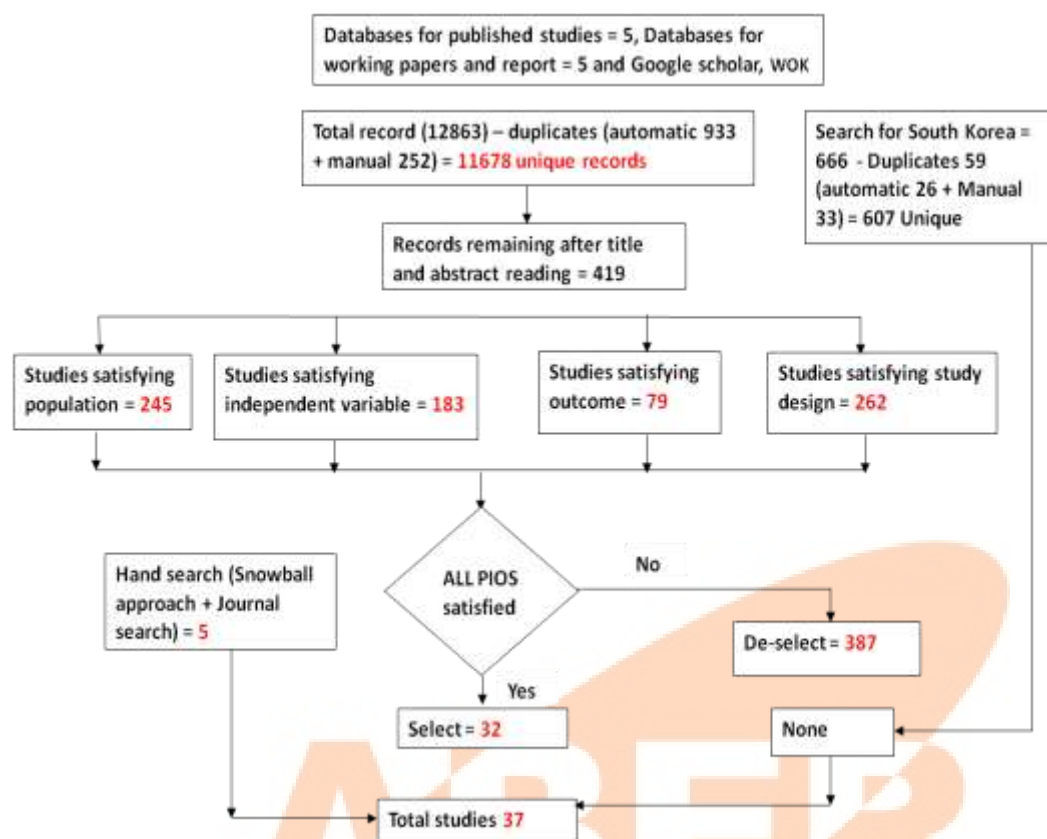 Databases for published studies = 5, Databases for
working papers and report = 5 and Google scholar, WOK
Total record (12863) – duplicates (automatic 933
+ manual 252) = 11678 unique records
Search for South Korea =
666 - Duplicates 59
(automatic 26 + Manual
33) = 607 Unique
Records remaining after title
and abstract reading = 419
Studies satisfying
population = 245
Studies satisfying
independent variable = 183
Studies satisfying
outcome = 79
Studies satisfying study
design = 262
Hand search (Snowball
approach + Journal
search) = 5
ALL PIOS
satisfied
No
De-select = 387
Yes
Select = 32
None
Total studies 37